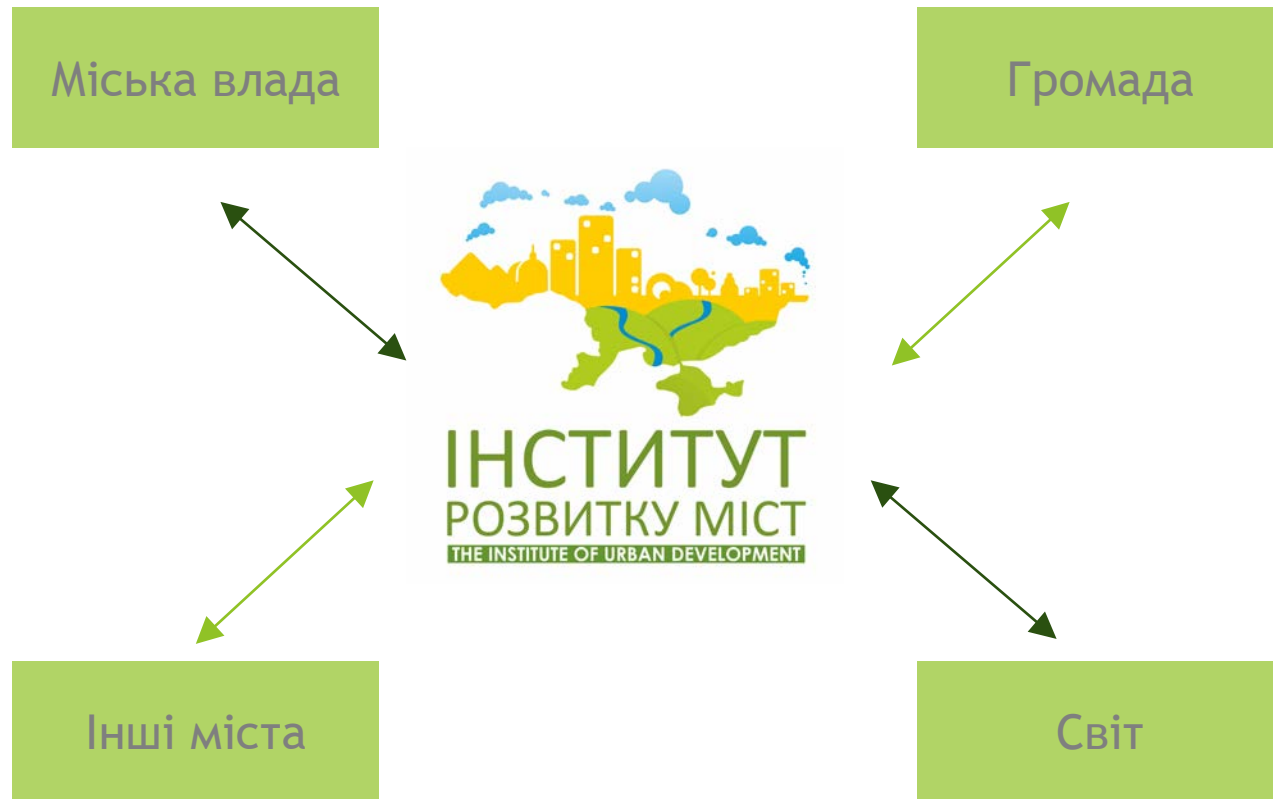 Міська влада
Громада
ІНСТИТУТ
РОЗВИТКУ МІСТ
THE INSTITUTE OF URBAN DEVELOPMENT
Інші міста
Світ